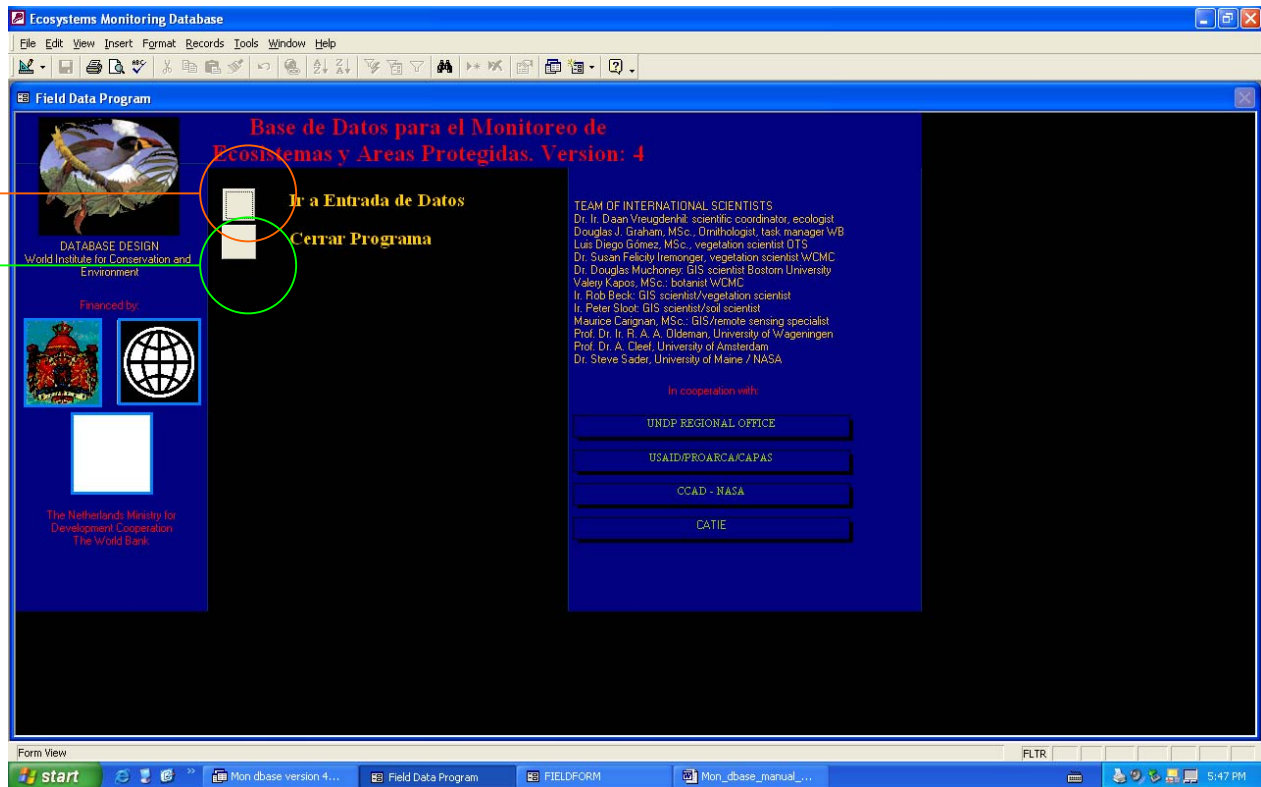 Ecosystems Monitoring Database
File Edit View Insert Format Records Tools Window Help
Field Data Program
Base de Datos para el Monitoreo de
Ecosistemas y Areas Protegidas. Version: 4
Ir a Entrada de Datos
Cerrar Programa
DATABASE DESIGN
World Institute for Conservation and
Environment
Financed by:
The Netherlands Ministry for
Development Cooperation
The World Bank
TEAM OF INTERNATIONAL SCIENTISTS
Dr. Ir. Daan Vreugdenhil: scientific coordinator, ecologist
Douglas J. Graham, MSc., Ornithologist, task manager WB
Luis Diego Gómez, MSc., vegetation scientist OTS
Dr. Susan Felicity Iremonger, vegetation scientist WCMC
Dr. Douglas Muchoney: GIS scientist Bostorn University
Valery Kapos, MSc.: botanist WCMC
Ir. Rob Beck: GIS scientist/vegetation scientist
Ir. Peter Sloot: GIS scientist/soil scientist
Maurice Carignan, MSc.: GIS/remote sensing specialist
Prof. Dr. Ir. R. A. A. Oldeman, University of Wageningen
Prof. Dr. A. Cleef, University of Amsterdam
Dr. Steve Sader, University of Maine / NASA
In cooperation with:
UNDP REGIONAL OFFICE
USAID/PROARCA/CAPAS
CCAD - NASA
CATIE
Form View
FLTR
start
Mon dbase version 4...
Field Data Program
FIELDFORM
Mon_dbase_manual_...
5:47 PM